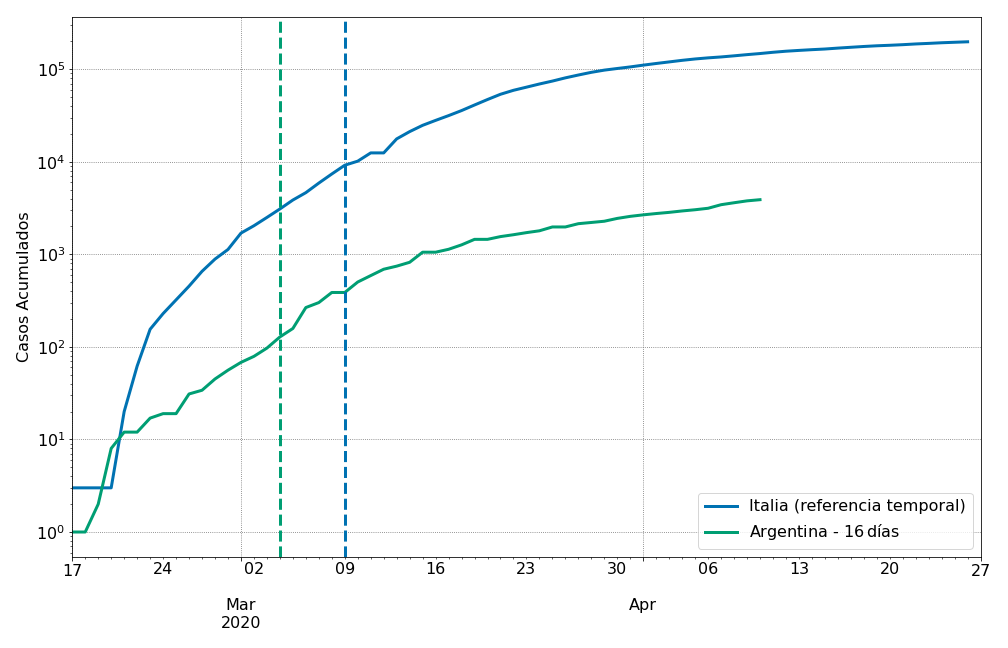 Casos Acumulados
10⁵
10⁴
10³
10²
10¹
10⁰
Italia (referencia temporal)
Argentina - 16 días
17 24 02 09 16 23 30 06 13 20 27
Mar Apr
2020